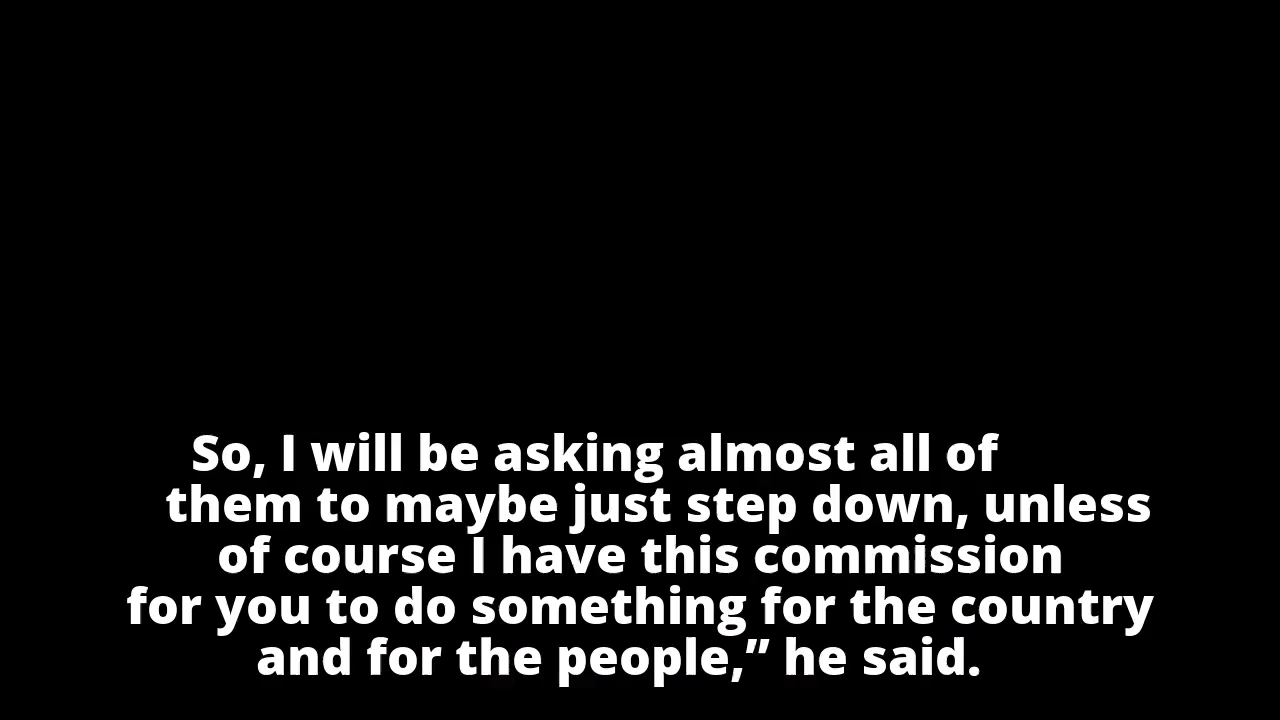 So, I will be asking almost all of
them to maybe just step down, unless
of course I have this commission
for you to do something for the country
and for the people,” he said.